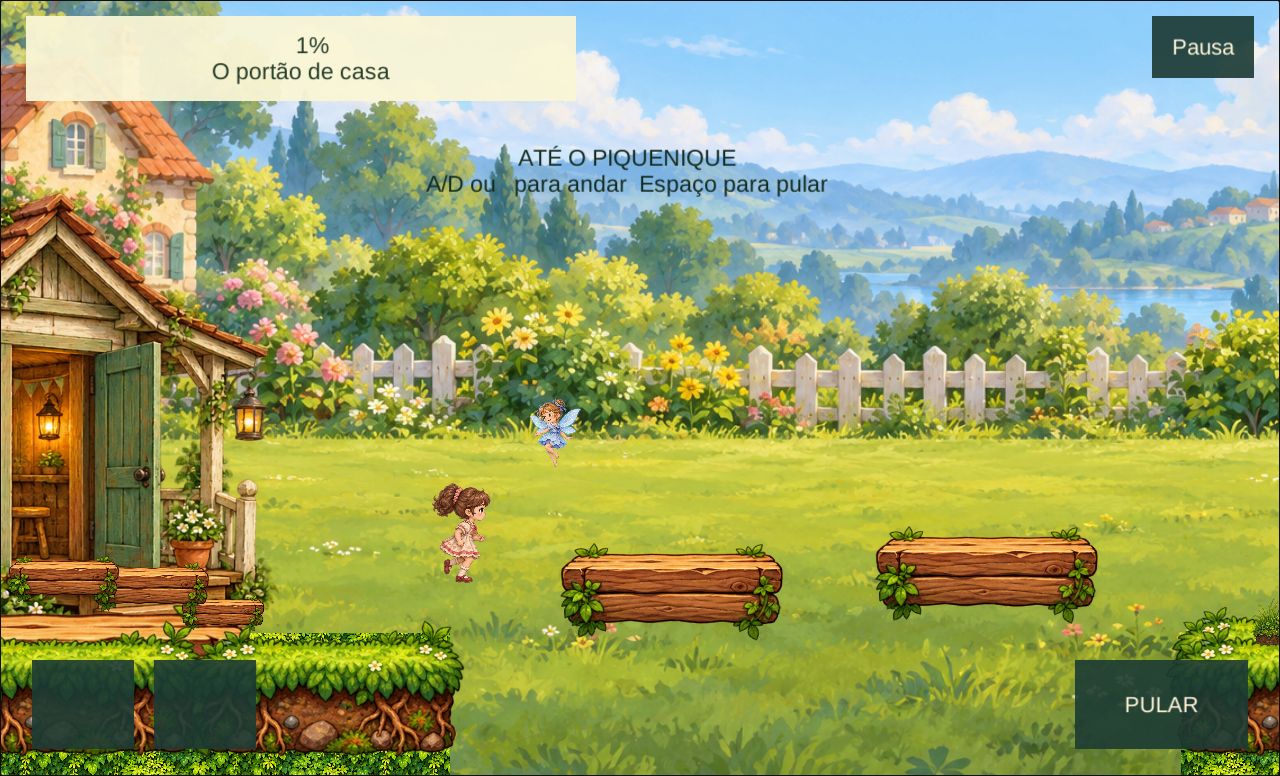 1%
O portão de casa
Pausa
ATÉ O PIQUENIQUE
A/D ou   para andar  Espaço para pular
PULAR